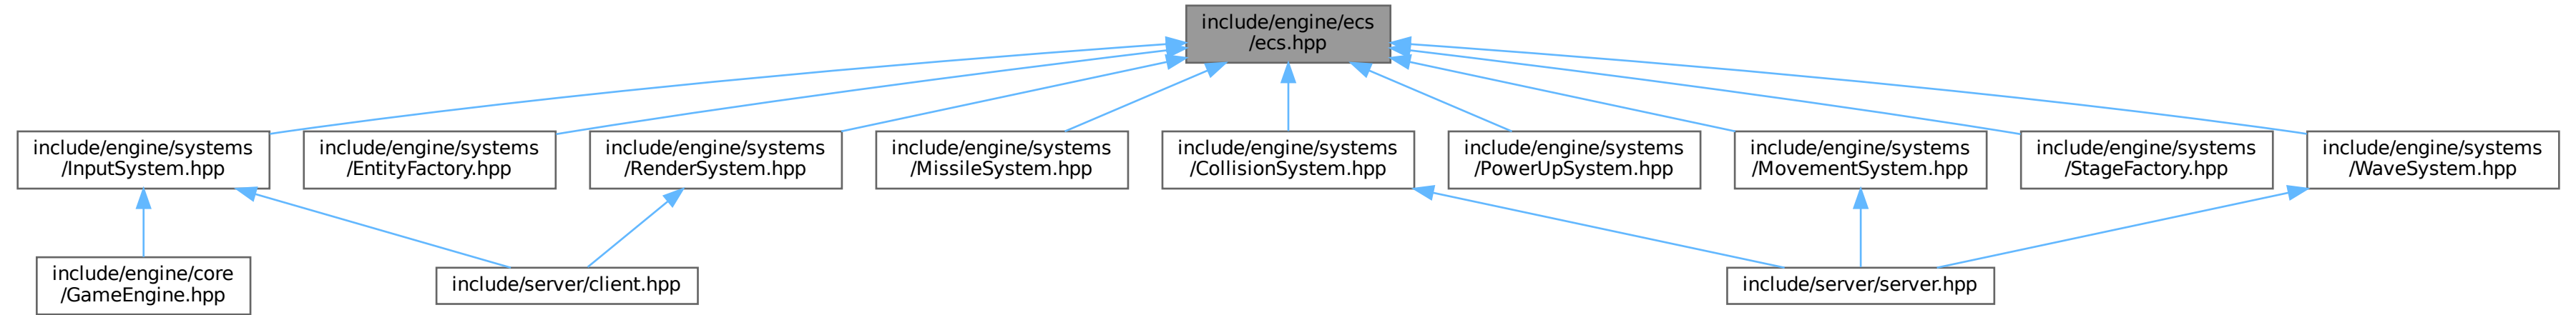 include/engine/ecs
/ecs.hpp
include/engine/systems
/InputSystem.hpp
include/engine/systems
/EntityFactory.hpp
include/engine/systems
/RenderSystem.hpp
include/engine/systems
/MissileSystem.hpp
include/engine/systems
/CollisionSystem.hpp
include/engine/systems
/PowerUpSystem.hpp
include/engine/systems
/MovementSystem.hpp
include/engine/systems
/StageFactory.hpp
include/engine/systems
/WaveSystem.hpp
include/engine/core
/GameEngine.hpp
include/server/client.hpp
include/server/server.hpp